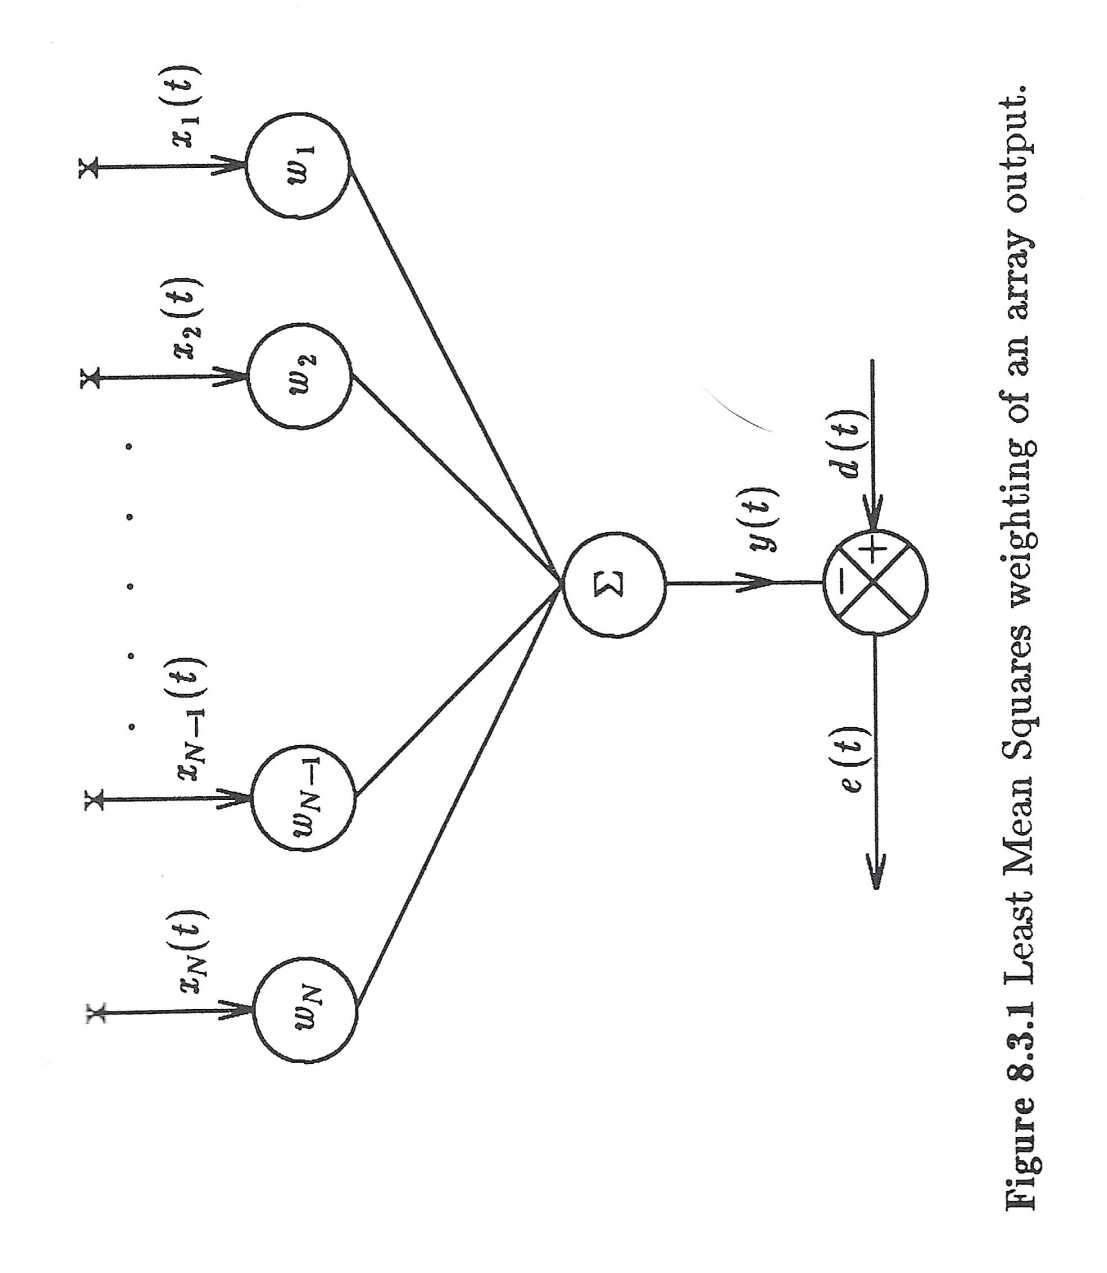 x_N(t)
x_{N-1}(t)
x_2(t)
x_1(t)
w_N
w_{N-1}
w_2
w_1
Σ
y(t)
−
+
e(t)
d(t)
Figure 8.3.1 Least Mean Squares weighting of an array output.